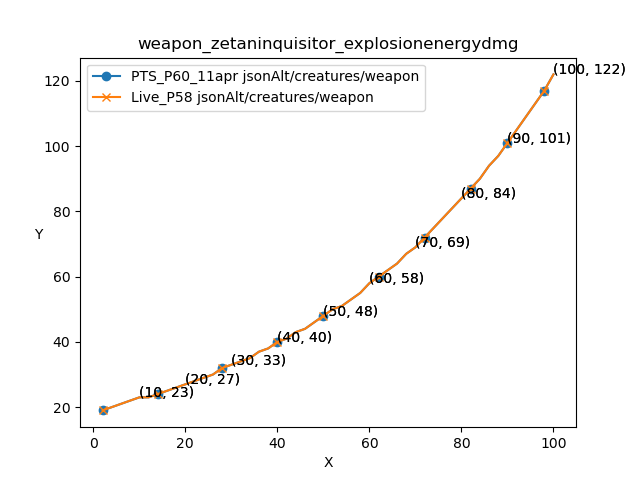 weapon_zetaninquisitor_explosionenergydmg
PTS_P60_11apr jsonAlt/creatures/weapon
Live_P58 jsonAlt/creatures/weapon
(100, 122)
120
(90, 101)
100
(80, 84)
80
Y
(70, 69)
(60, 58)
60
(50, 48)
(40, 40)
40
(30, 33)
(20, 27)
(10, 23)
20
0 20 40 60 80 100
X